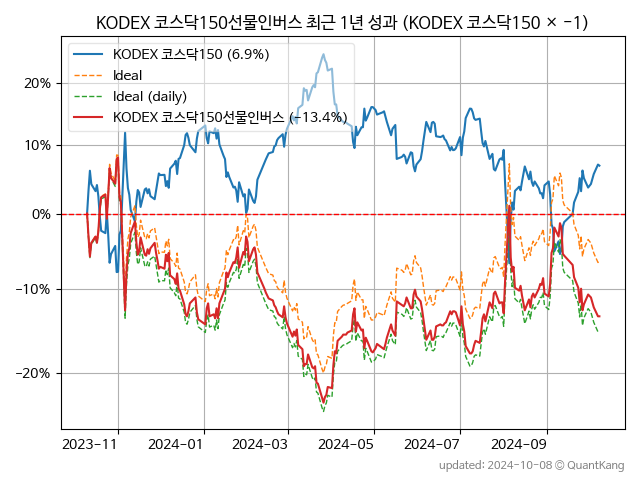 KODEX 코스닥150선물인버스 최근 1년 성과 (KODEX 코스닥150 × −1)
KODEX 코스닥150 (6.9%)
Ideal
Ideal (daily)
KODEX 코스닥150선물인버스 (−13.4%)
20%
10%
0%
−10%
−20%
2023-11
2024-01
2024-03
2024-05
2024-07
2024-09
updated: 2024-10-08 © QuantKang